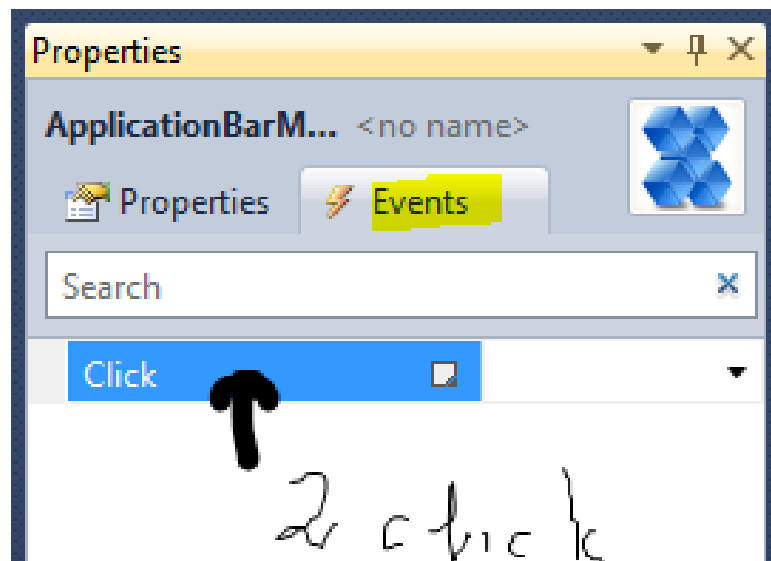 Properties
ApplicationBarM... <no name>
Properties Events
Search
Click
2 click